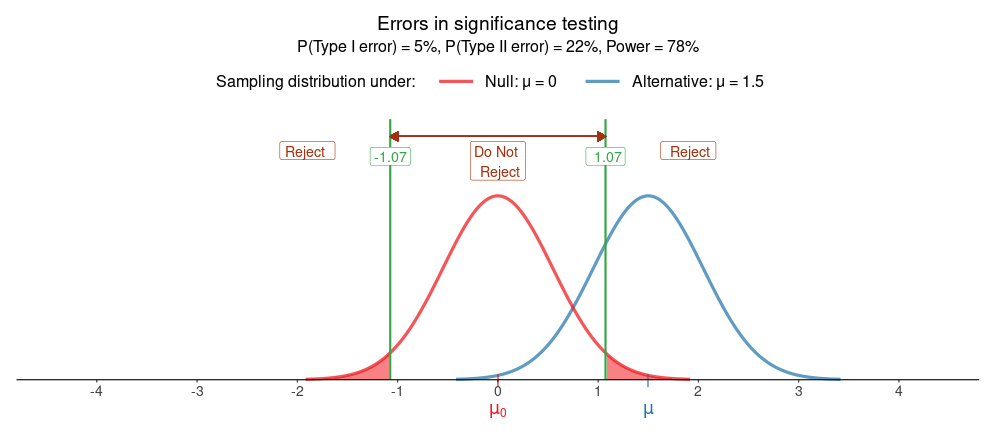 Errors in significance testing
P(Type I error) = 5%, P(Type II error) = 22%, Power = 78%
Sampling distribution under: Null: μ = 0 Alternative: μ = 1.5
Reject
-1.07
Do Not
Reject
1.07
Reject
-4 -3 -2 -1 0 1 2 3 4
μ₀ μ